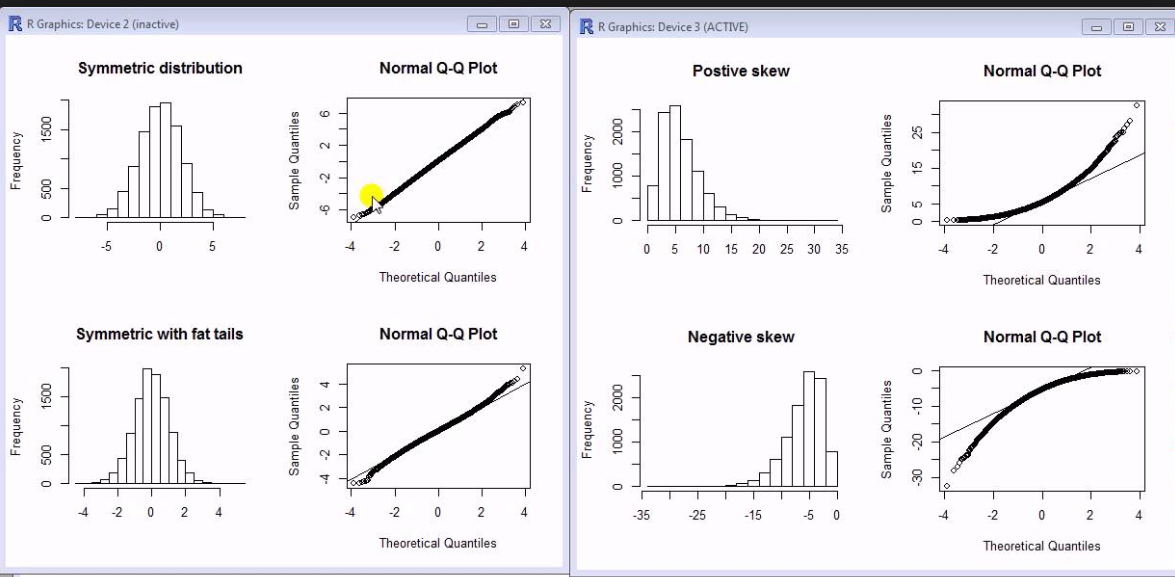 R Graphics: Device 2 (inactive)
Symmetric distribution
Frequency
0 500 1500
-5 0 5
Normal Q-Q Plot
Sample Quantiles
-6 -2 2 6
-4 -2 0 2 4
Theoretical Quantiles
Symmetric with fat tails
Frequency
0 500 1500
-4 -2 0 2 4
Normal Q-Q Plot
Sample Quantiles
-4 -2 0 2 4
-4 -2 0 2 4
Theoretical Quantiles
R Graphics: Device 3 (ACTIVE)
Postive skew
Frequency
0 1000 2000
0 5 10 15 20 25 30 35
Normal Q-Q Plot
Sample Quantiles
0 5 15 25
-4 -2 0 2 4
Theoretical Quantiles
Negative skew
Frequency
0 1000 2000
-35 -25 -15 -5 0
Normal Q-Q Plot
Sample Quantiles
-30 -20 -10 0
-4 -2 0 2 4
Theoretical Quantiles